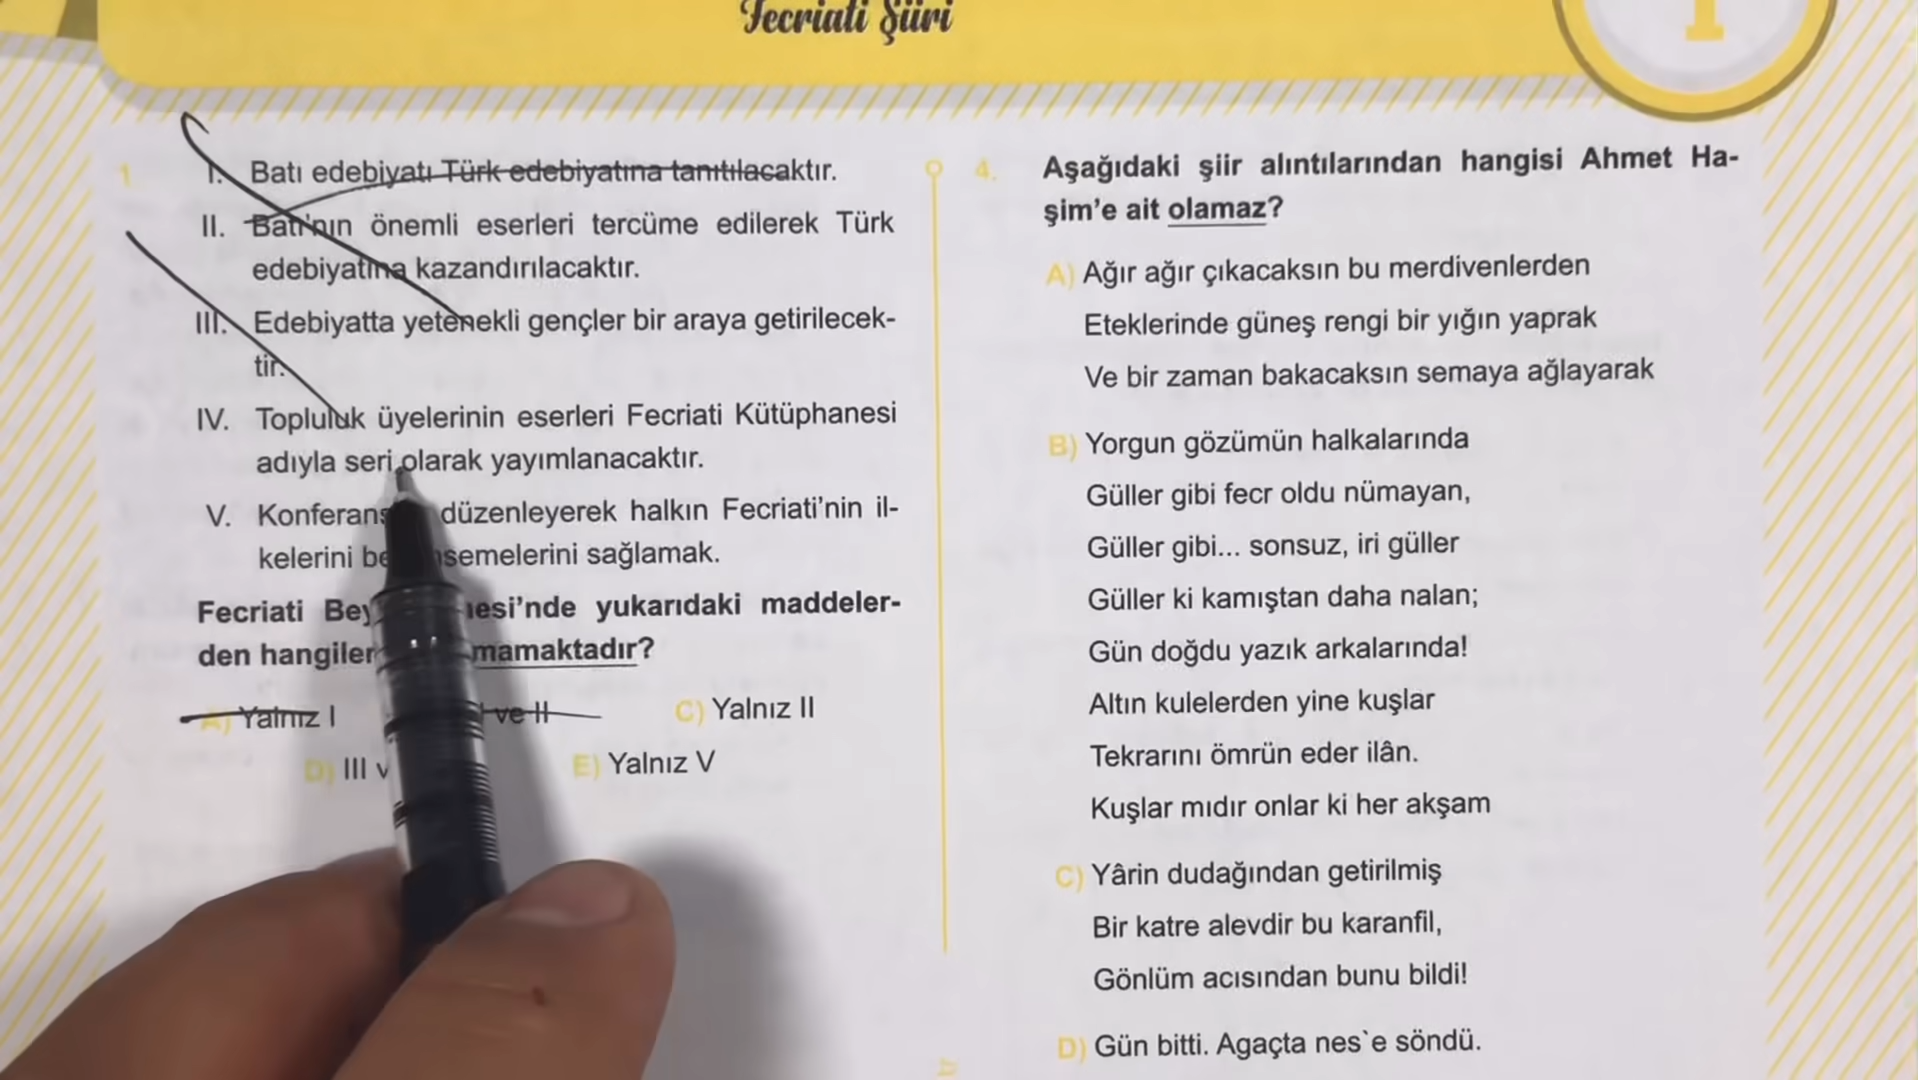 Fecriati Şiiri
1
1
I. Batı edebiyatı Türk edebiyatına tanıtılacaktır.
II. Batı'nın önemli eserleri tercüme edilerek Türk
edebiyatına kazandırılacaktır.
III. Edebiyatta yetenekli gençler bir araya getirilecek-
tir.
IV. Topluluk üyelerinin eserleri Fecriati Kütüphanesi
adıyla seri olarak yayımlanacaktır.
V. Konferans düzenleyerek halkın Fecriati'nin il-
kelerini be semelerini sağlamak.
Fecriati Bey esi'nde yukarıdaki maddeler-
den hangiler mamaktadır?
A) Yalnız I
ve II
C) Yalnız II
D) III v
E) Yalnız V
4. Aşağıdaki şiir alıntılarından hangisi Ahmet Ha-
şim'e ait olamaz?
A) Ağır ağır çıkacaksın bu merdivenlerden
Eteklerinde güneş rengi bir yığın yaprak
Ve bir zaman bakacaksın semaya ağlayarak
B) Yorgun gözümün halkalarında
Güller gibi fecr oldu nümayan,
Güller gibi... sonsuz, iri güller
Güller ki kamıştan daha nalan;
Gün doğdu yazık arkalarında!
Altın kulelerden yine kuşlar
Tekrarını ömrün eder ilân.
Kuşlar mıdır onlar ki her akşam
C) Yârin dudağından getirilmiş
Bir katre alevdir bu karanfil,
Gönlüm acısından bunu bildi!
D) Gün bitti. Agaçta nes`e söndü.